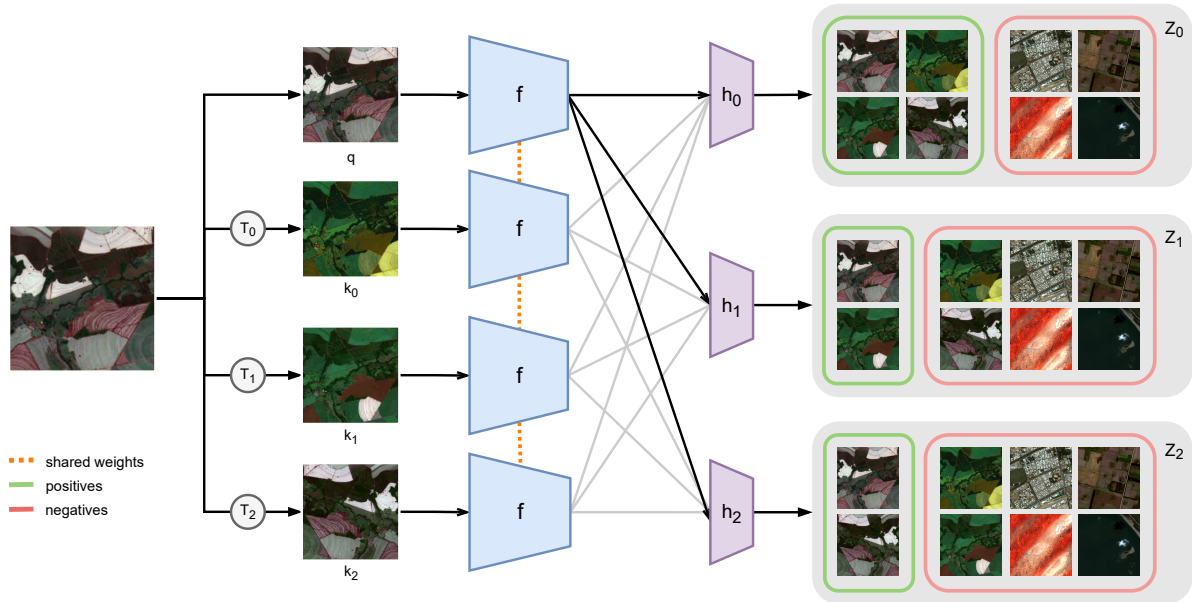 q
f
h0
Z0
T0
k0
f
T1
k1
f
h1
Z1
T2
k2
f
h2
Z2
shared weights
positives
negatives